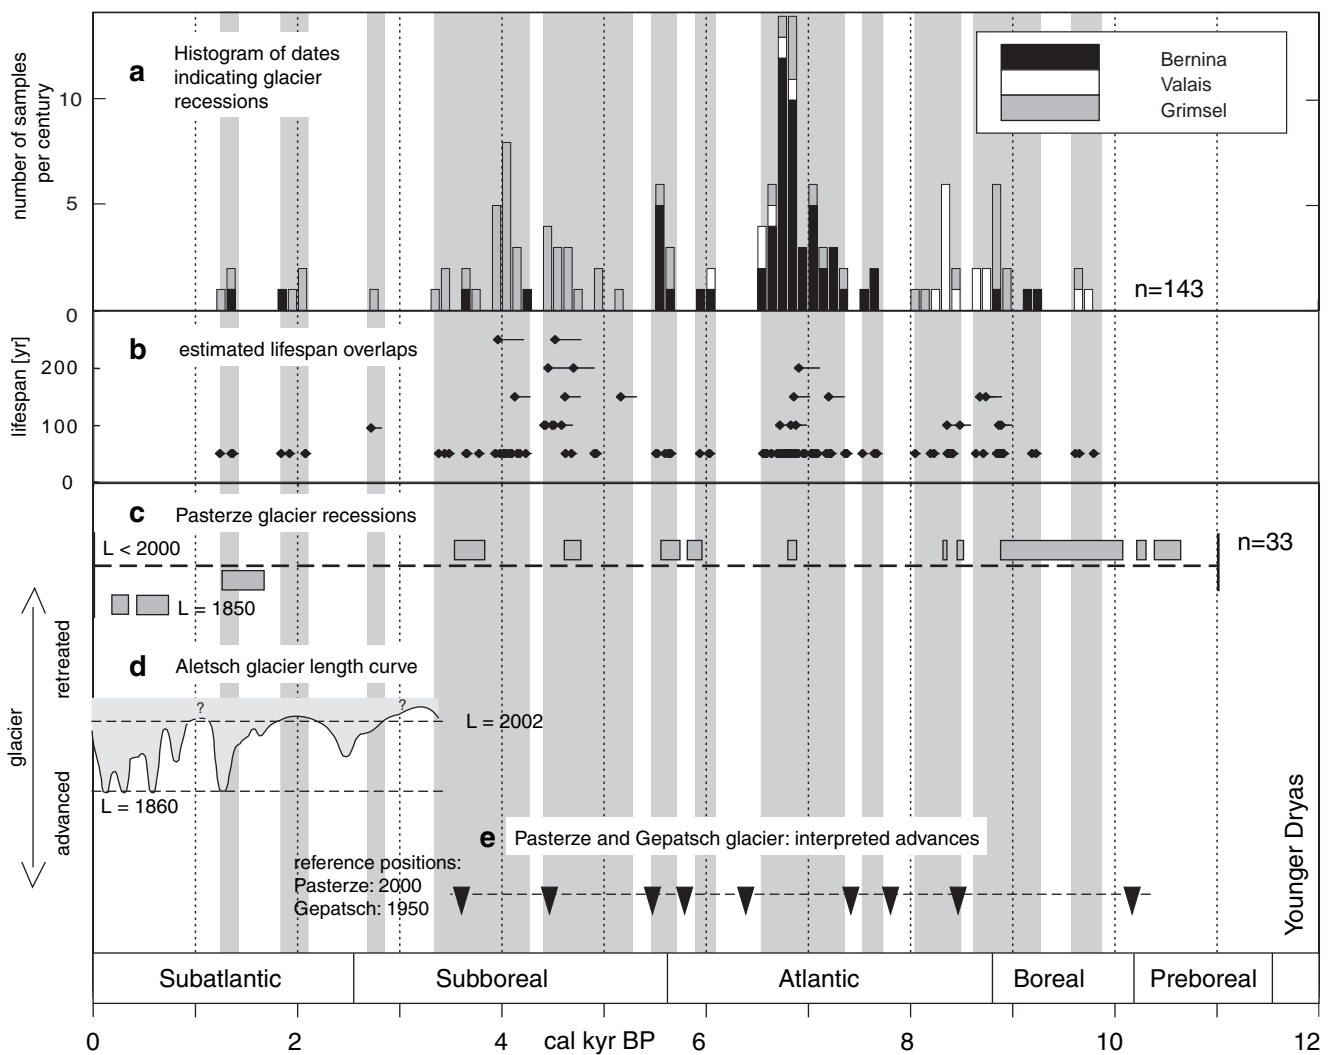 a
Histogram of dates
indicating glacier
recessions
number of samples
per century
10
5
0
Bernina
Valais
Grimsel
n=143
b
estimated lifespan overlaps
lifespan [yr]
200
100
0
c
Pasterze glacier recessions
L < 2000
n=33
L = 1850
d
Aletsch glacier length curve
? ?
L = 2002
L = 1860
glacier
retreated
advanced
e
Pasterze and Gepatsch glacier: interpreted advances
reference positions:
Pasterze: 2000
Gepatsch: 1950
Younger Dryas
Subatlantic Subboreal Atlantic Boreal Preboreal
0 2 4 cal kyr BP 6 8 10 12